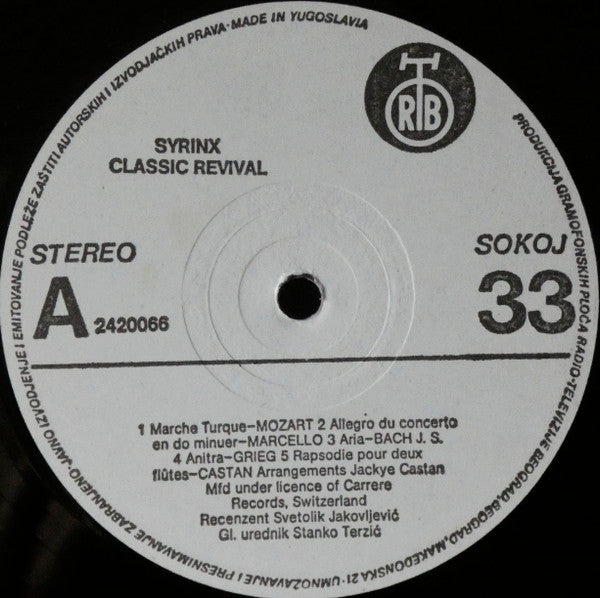 PRODUKCIJA GRAMOFONSKIH PLOČA RADIO-TELEVIZIJE BEOGRAD, BEOGRAD, MAKEDONSKA 21 · UMNOŽAVANJE I PRESNIMAVANJE ZABRANJENO · JAVNO IZVODJENJE I EMITOVANJE PODLEŽE ZAŠTITI AUTORSKIH I IZVODJAČKIH PRAVA · MADE IN YUGOSLAVIA
RTB
SYRINX
CLASSIC REVIVAL
STEREO
SOKOJ
A 2420066
33
1 Marche Turque—MOZART 2 Allegro du concerto
en do minuer—MARCELLO 3 Aria—BACH J. S.
4 Anitra—GRIEG 5 Rapsodie pour deux
flûtes—CASTAN Arrangements Jackye Castan
Mfd under licence of Carrere
Records, Switzerland
Recenzent Svetolik Jakovljević
Gl. urednik Stanko Terzić